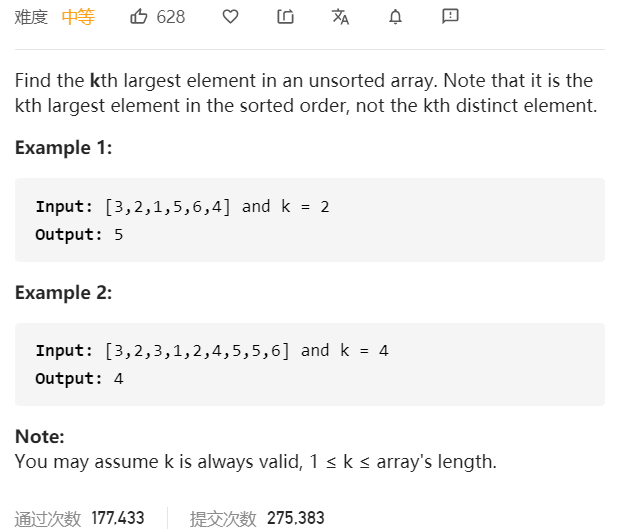 难度 中等 628
Find the kth largest element in an unsorted array. Note that it is the
kth largest element in the sorted order, not the kth distinct element.
Example 1:
Input: [3,2,1,5,6,4] and k = 2
Output: 5
Example 2:
Input: [3,2,3,1,2,4,5,5,6] and k = 4
Output: 4
Note:
You may assume k is always valid, 1 ≤ k ≤ array's length.
通过次数 177,433 提交次数 275,383